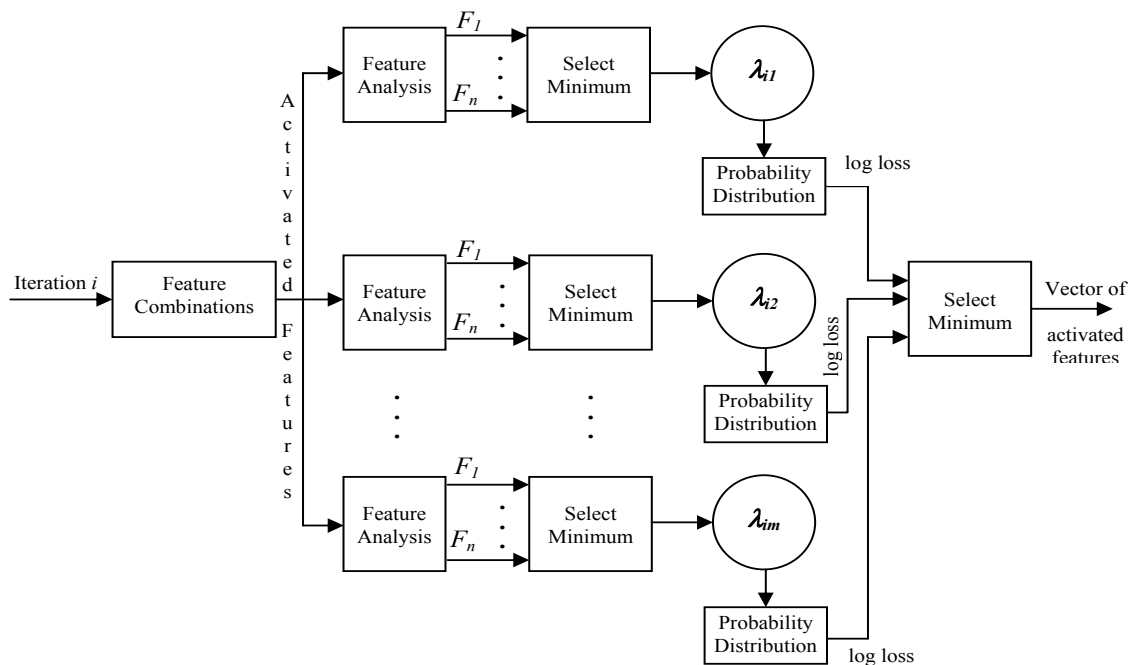 Iteration i
Feature
Combinations
Activated Features
Feature
Analysis
F1
Fn
Select
Minimum
λi1
Probability
Distribution
log loss
Feature
Analysis
F1
Fn
Select
Minimum
λi2
Probability
Distribution
log loss
Feature
Analysis
F1
Fn
Select
Minimum
λim
Probability
Distribution
log loss
Select
Minimum
Vector of
activated
features